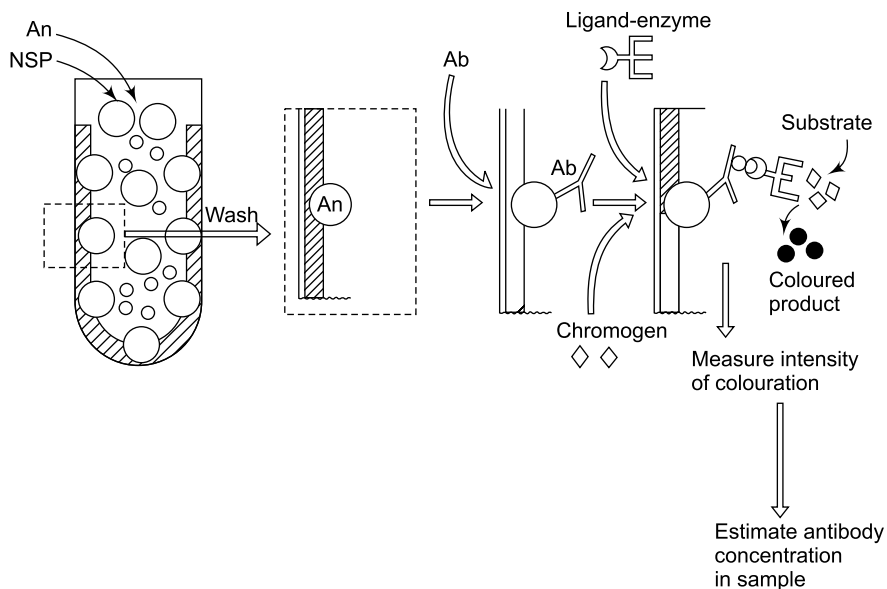 An
NSP
Wash
An
Ab
Ab
Ligand-enzyme
Chromogen
Substrate
Coloured
product
Measure intensity
of colouration
Estimate antibody
concentration
in sample